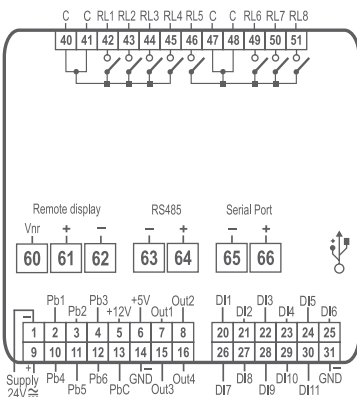 C C RL1 RL2 RL3 RL4 RL5 C C RL6 RL7 RL8
40 41 42 43 44 45 46 47 48 49 50 51
Remote display RS485 Serial Port
Vnr + − − + − +
60 61 62 63 64 65 66
Pb1 Pb3 +5V Out2 DI1 DI3 DI5
Pb2 +12V Out1 DI2 DI4 DI6
− 1 2 3 4 5 6 7 8 20 21 22 23 24 25
+ 9 10 11 12 13 14 15 16 26 27 28 29 30 31
Supply Pb4 Pb6 GND − Out4 DI8 DI10 GND −
24V ≂ Pb5 PbC Out3 DI7 DI9 DI11